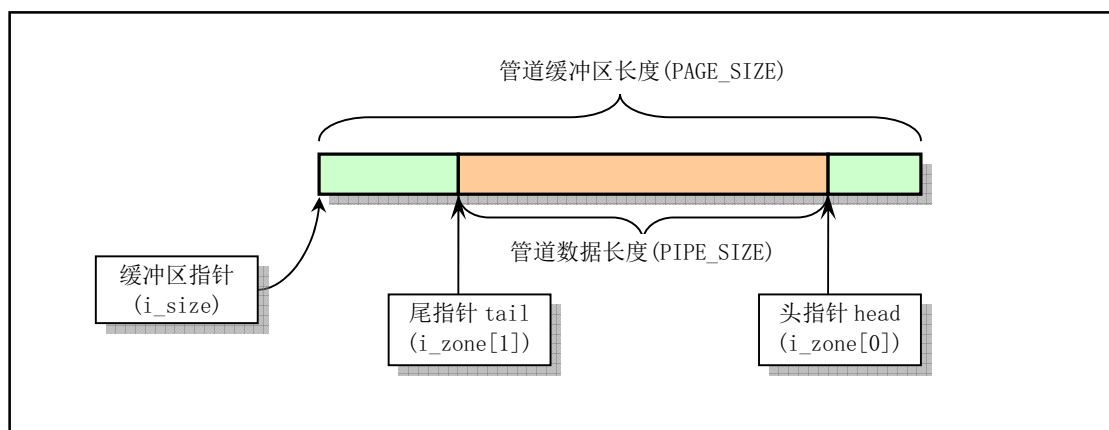 管道缓冲区长度(PAGE_SIZE)
管道数据长度(PIPE_SIZE)
缓冲区指针
(i_size)
尾指针 tail
(i_zone[1])
头指针 head
(i_zone[0])